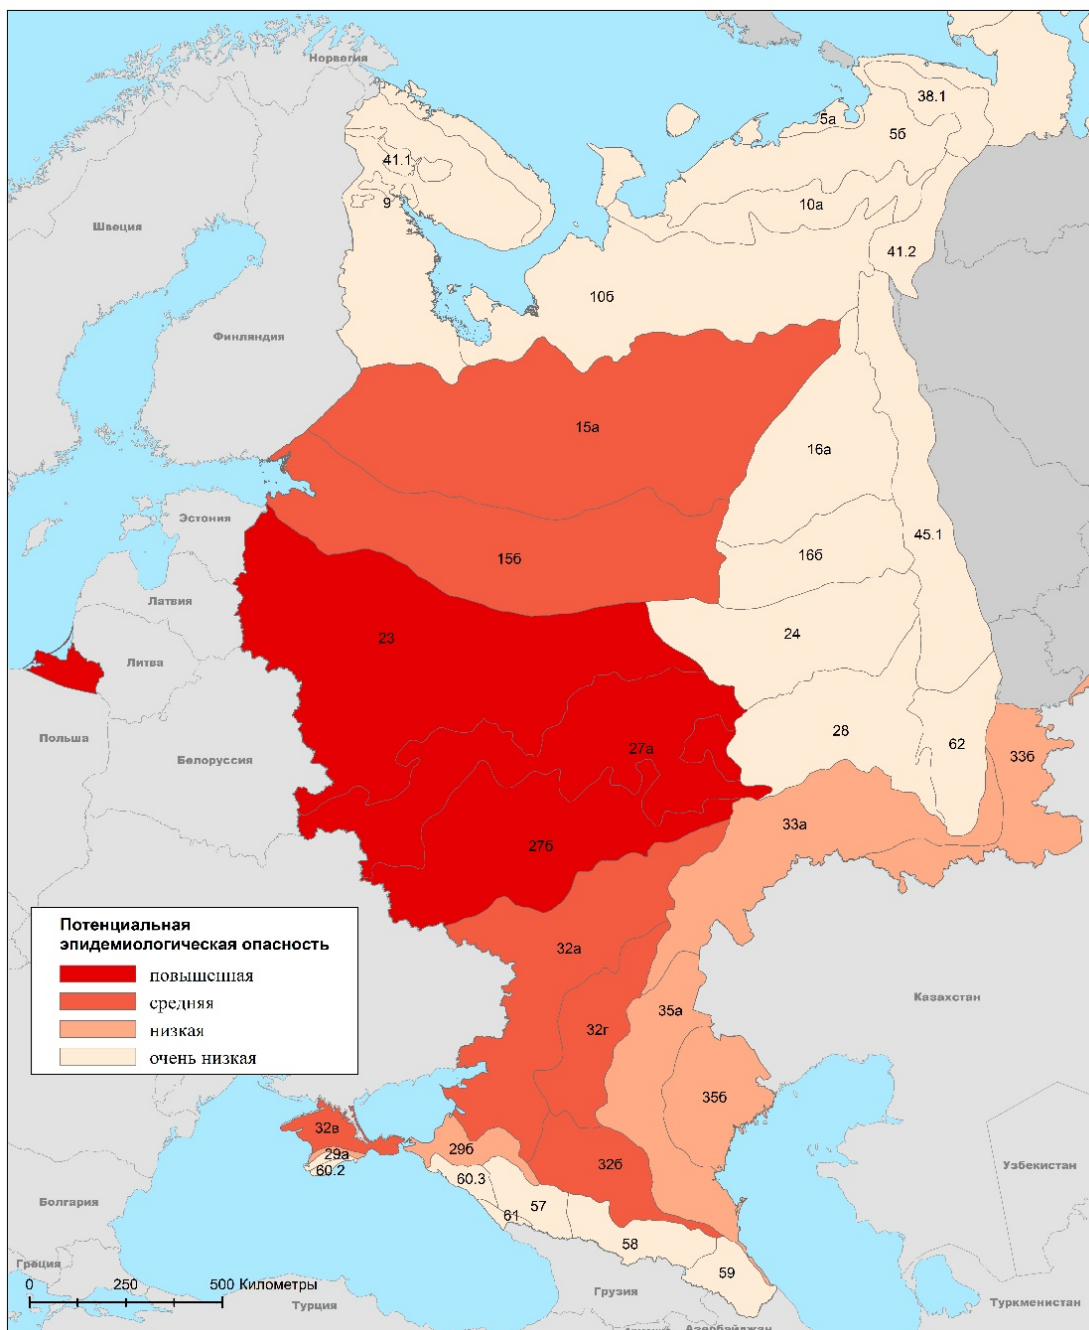 Норвегия
38.1
5а
5б
41.1
9
10а
Швеция
41.2
10б
Финляндия
15а
16а
Эстония
45.1
15б
16б
Латвия
24
23
Литва
Польша
28
62
27а
33б
Белоруссия
33а
27б
Потенциальная
эпидемиологическая опасность
повышенная
средняя
низкая
очень низкая
32а
Казахстан
35а
32г
35б
32в
29а
29б
60.2
32б
Узбекистан
60.3
57
Болгария
61
58
Греция
59
0 250 500 Километры
Грузия
Турция
Туркменистан
Азербайджан